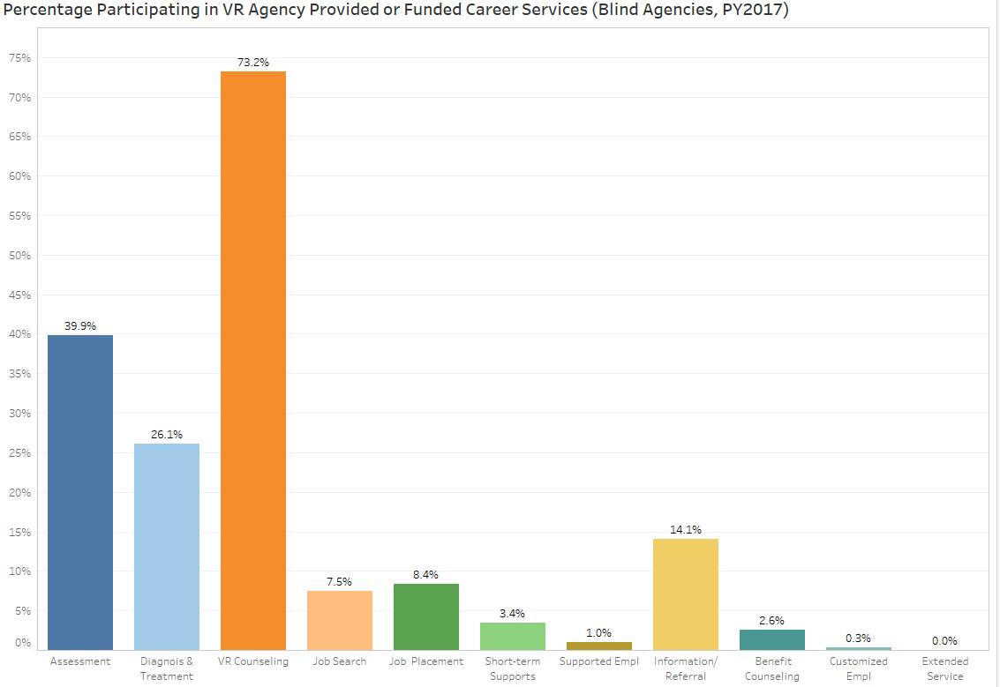 Percentage Participating in VR Agency Provided or Funded Career Services (Blind Agencies, PY2017)
75%
70%
65%
60%
55%
50%
45%
40%
35%
30%
25%
20%
15%
10%
5%
0%
39.9%
26.1%
73.2%
7.5%
8.4%
3.4%
1.0%
14.1%
2.6%
0.3%
0.0%
Assessment
Diagnois &
Treatment
VR Counseling
Job Search
Job Placement
Short-term
Supports
Supported Empl
Information/
Referral
Benefit
Counseling
Customized
Empl
Extended
Service